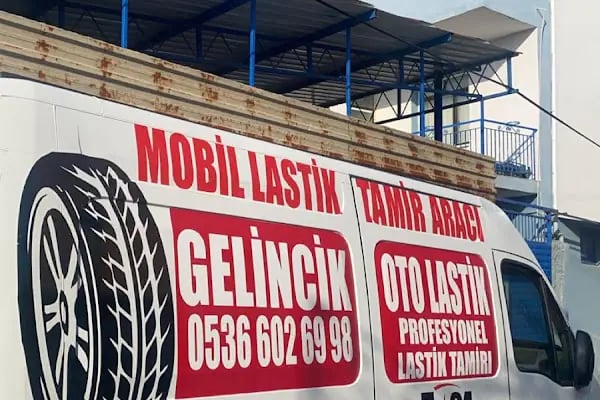 MOBİL LASTİK TAMİR ARACI
GELİNCİK
0536 602 69 98
OTO LASTİK
PROFESYONEL
LASTİK TAMİRİ